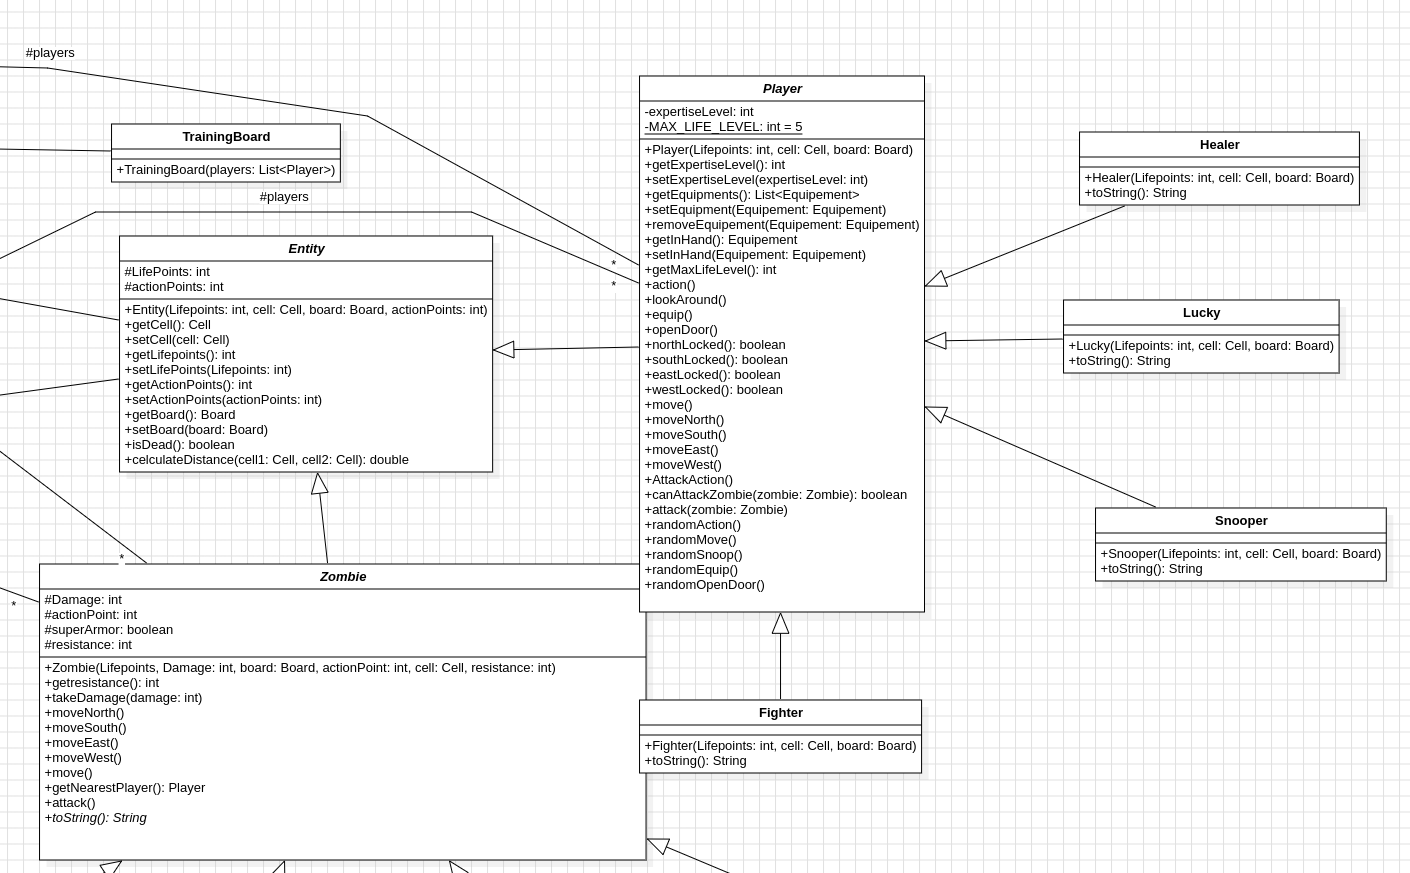 #players
TrainingBoard
+TrainingBoard(players: List<Player>)
#players
Entity
#LifePoints: int
#actionPoints: int
+Entity(Lifepoints: int, cell: Cell, board: Board, actionPoints: int)
+getCell(): Cell
+setCell(cell: Cell)
+getLifepoints(): int
+setLifePoints(Lifepoints: int)
+getActionPoints(): int
+setActionPoints(actionPoints: int)
+getBoard(): Board
+setBoard(board: Board)
+isDead(): boolean
+celculateDistance(cell1: Cell, cell2: Cell): double
*
*
Player
-expertiseLevel: int
-MAX_LIFE_LEVEL: int = 5
+Player(Lifepoints: int, cell: Cell, board: Board)
+getExpertiseLevel(): int
+setExpertiseLevel(expertiseLevel: int)
+getEquipments(): List<Equipement>
+setEquipment(Equipement: Equipement)
+removeEquipement(Equipement: Equipement)
+getInHand(): Equipement
+setInHand(Equipement: Equipement)
+getMaxLifeLevel(): int
+action()
+lookAround()
+equip()
+openDoor()
+northLocked(): boolean
+southLocked(): boolean
+eastLocked(): boolean
+westLocked(): boolean
+move()
+moveNorth()
+moveSouth()
+moveEast()
+moveWest()
+AttackAction()
+canAttackZombie(zombie: Zombie): boolean
+attack(zombie: Zombie)
+randomAction()
+randomMove()
+randomSnoop()
+randomEquip()
+randomOpenDoor()
Healer
+Healer(Lifepoints: int, cell: Cell, board: Board)
+toString(): String
Lucky
+Lucky(Lifepoints: int, cell: Cell, board: Board)
+toString(): String
Snooper
+Snooper(Lifepoints: int, cell: Cell, board: Board)
+toString(): String
*
*
Zombie
#Damage: int
#actionPoint: int
#superArmor: boolean
#resistance: int
+Zombie(Lifepoints, Damage: int, board: Board, actionPoint: int, cell: Cell, resistance: int)
+getresistance(): int
+takeDamage(damage: int)
+moveNorth()
+moveSouth()
+moveEast()
+moveWest()
+move()
+getNearestPlayer(): Player
+attack()
+toString(): String
Fighter
+Fighter(Lifepoints: int, cell: Cell, board: Board)
+toString(): String